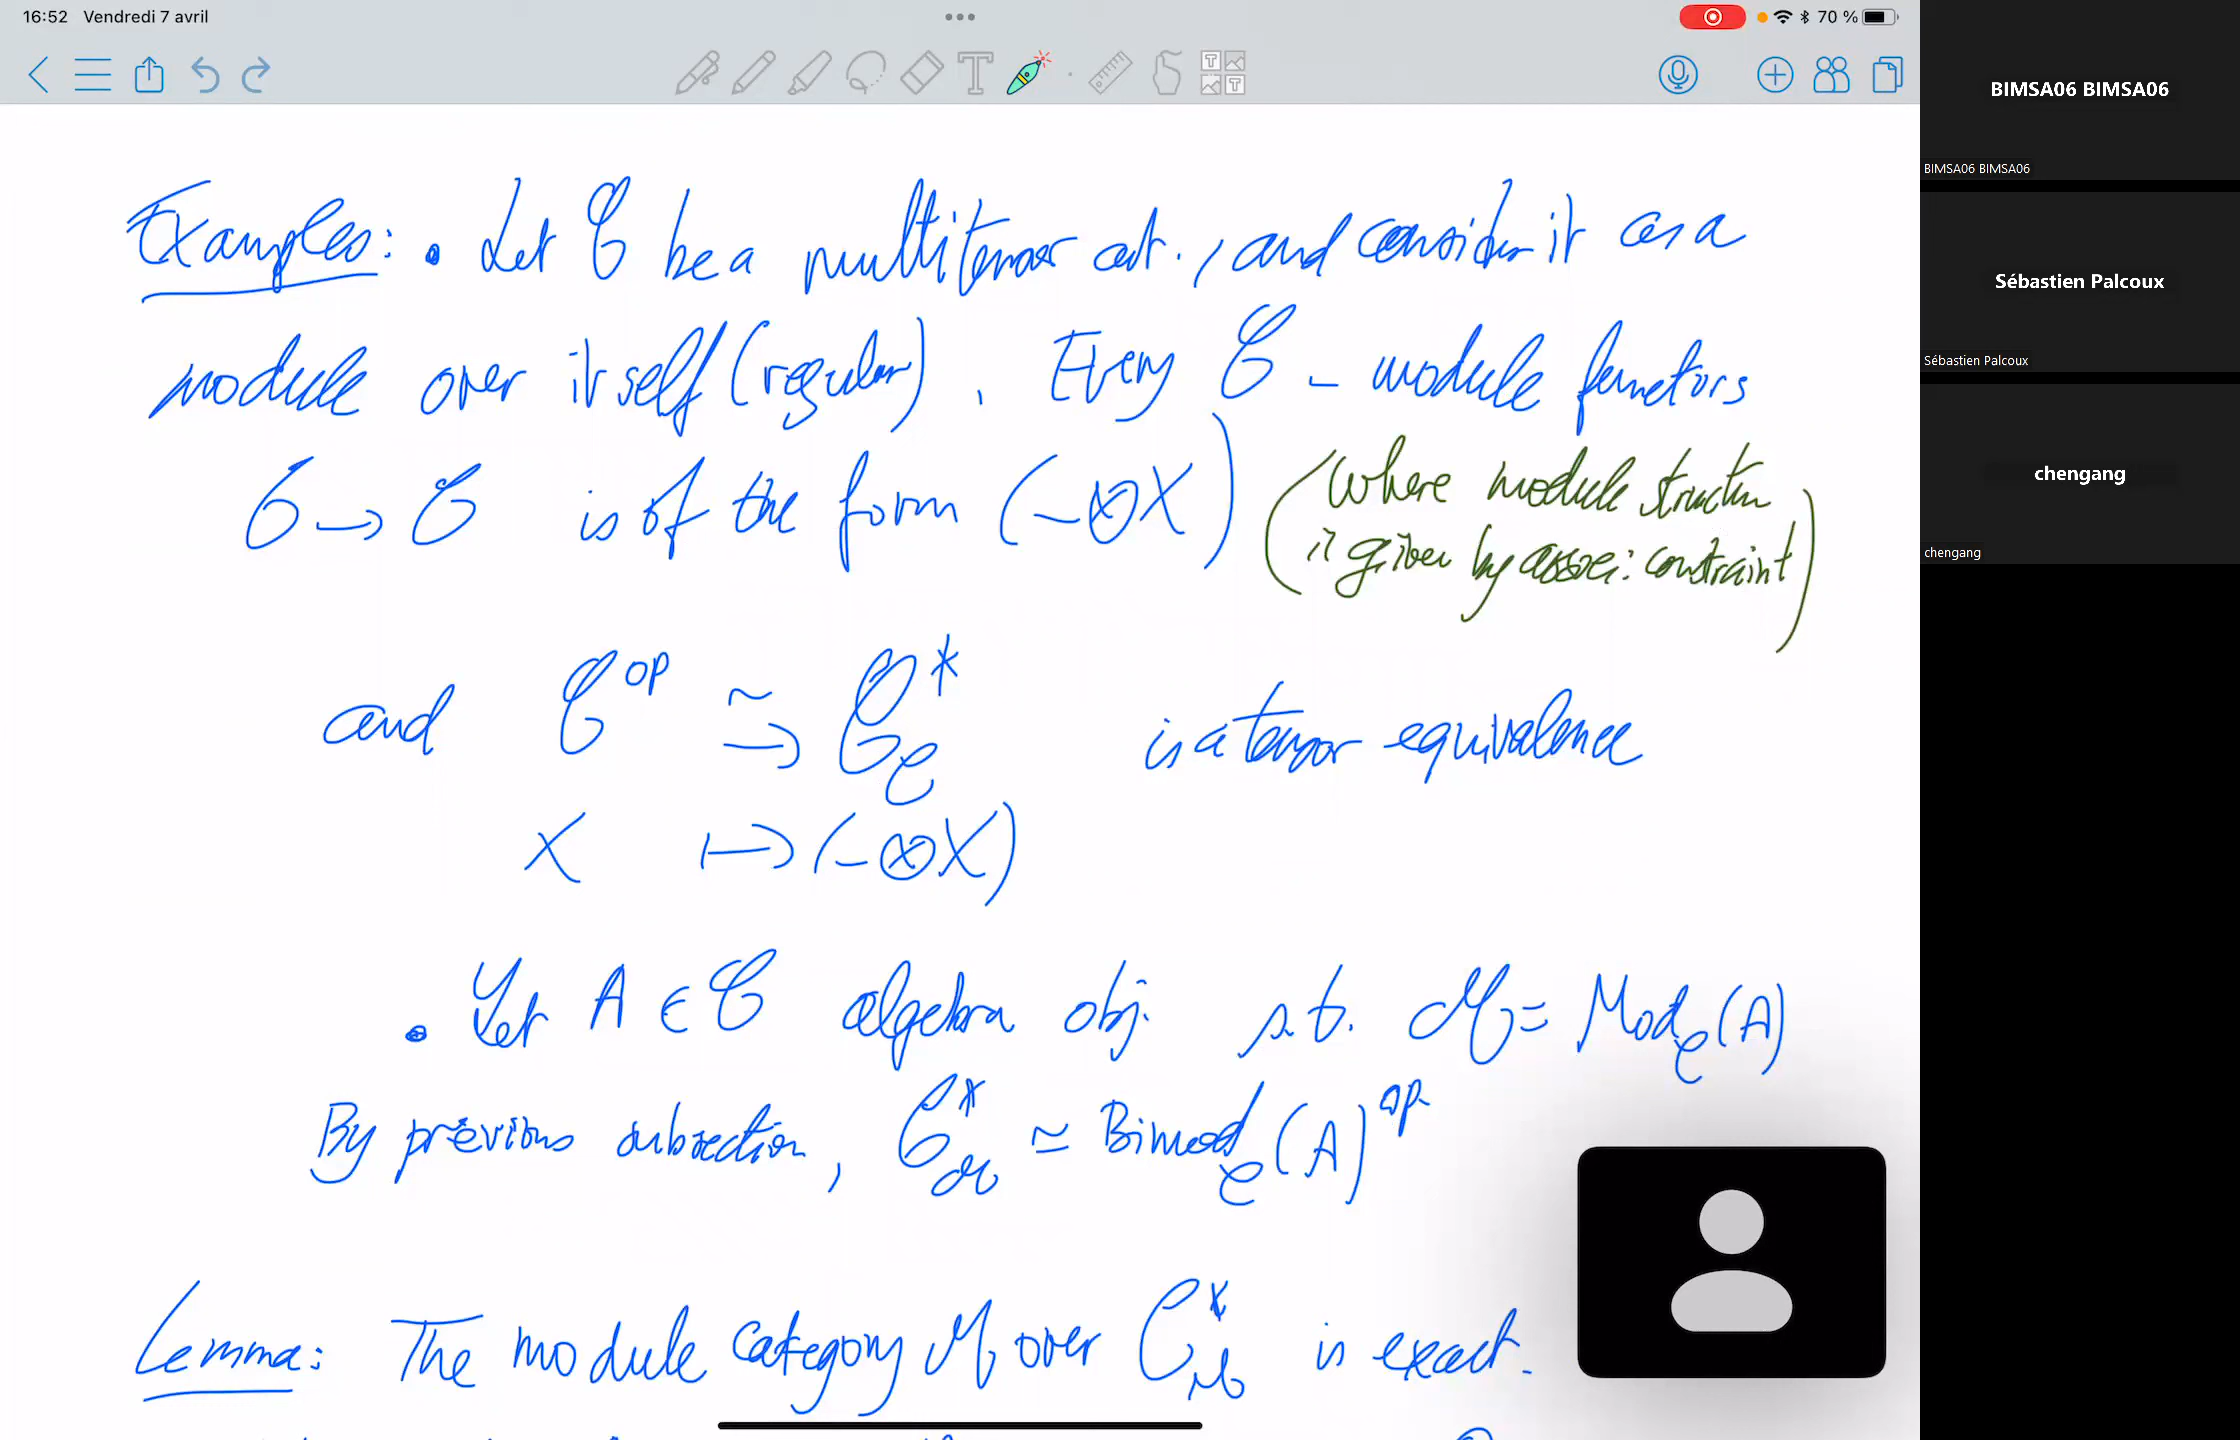 16:52 Vendredi 7 avril
70 %
Examples: • Let 𝒞 be a multitensor cat., and consider it as a
module over itself (regular). Every 𝒞-module functors
𝒞 → 𝒞 is of the form (-⊗X) (where module structu
is given by assoc. constraint)
and 𝒞^op ≃→ 𝒞*_𝒞 is a tensor equivalence
X ↦ (-⊗X)
• Let A ∈ 𝒞 algebra obj. s.t. ℳ = Mod_𝒞(A)
By previous subsection, 𝒞*_ℳ ≃ Bimod_𝒞(A)^op
Lemma: The module category ℳ over 𝒞*_ℳ is exact.
BIMSA06 BIMSA06
BIMSA06 BIMSA06
Sébastien Palcoux
Sébastien Palcoux
chengang
chengang